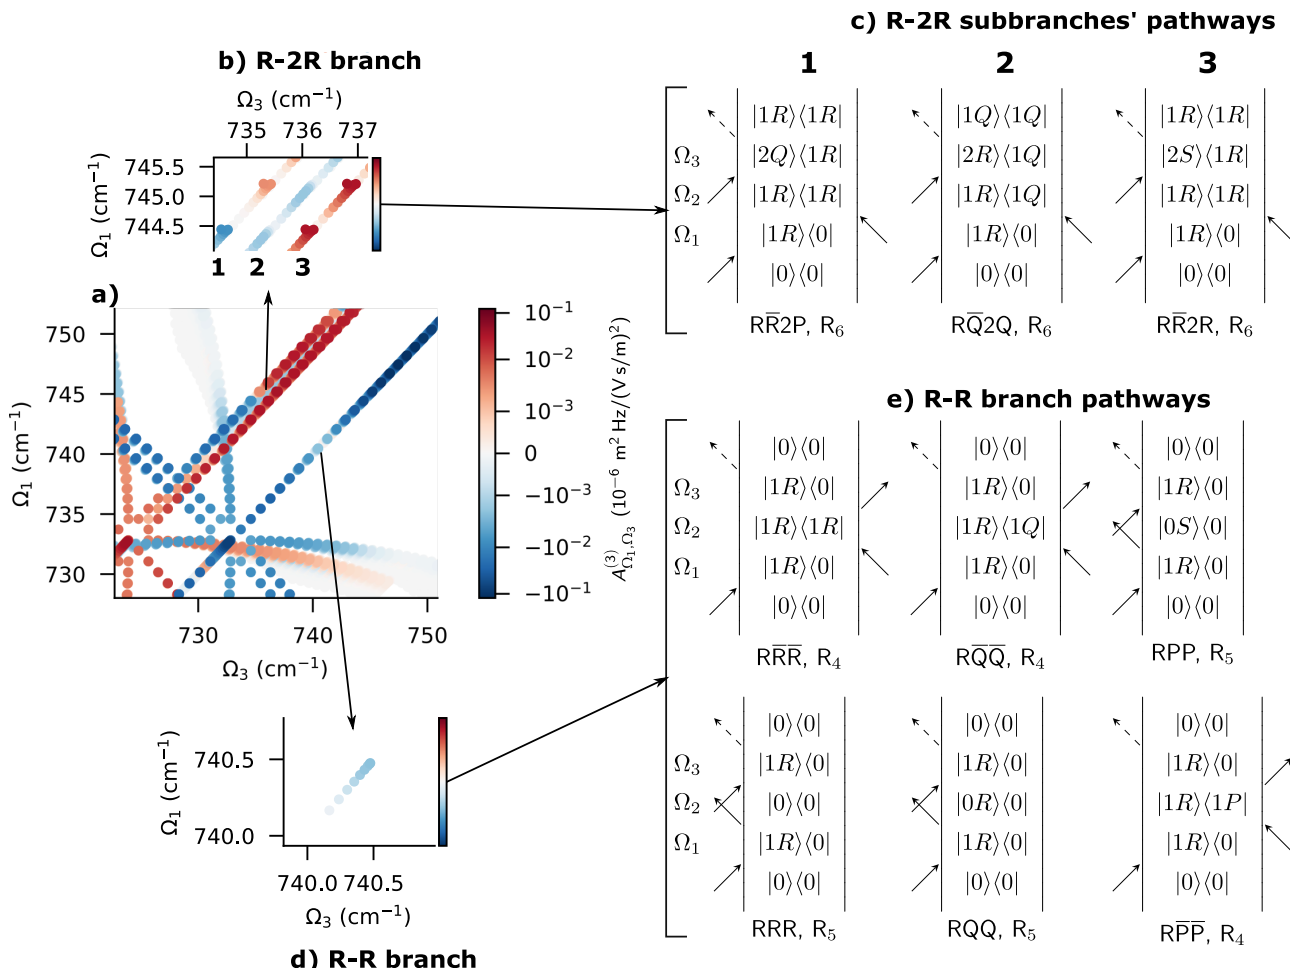 c) R-2R subbranches' pathways
b) R-2R branch
1 2 3
Ω₃ (cm⁻¹)
735 736 737
745.5
745.0
744.5
Ω₁ (cm⁻¹)
1 2 3
Ω₃
Ω₂
Ω₁
|1R⟩⟨1R|
|2Q⟩⟨1R|
|1R⟩⟨1R|
|1R⟩⟨0|
|0⟩⟨0|
RR̅2P, R₆
|1Q⟩⟨1Q|
|2R⟩⟨1Q|
|1R⟩⟨1Q|
|1R⟩⟨0|
|0⟩⟨0|
RQ̅2Q, R₆
|1R⟩⟨1R|
|2S⟩⟨1R|
|1R⟩⟨1R|
|1R⟩⟨0|
|0⟩⟨0|
RR̅2R, R₆
a)
750
745
740
735
730
Ω₁ (cm⁻¹)
730 740 750
Ω₃ (cm⁻¹)
10⁻¹
10⁻²
10⁻³
0
−10⁻³
−10⁻²
−10⁻¹
A⁽³⁾_Ω₁,Ω₃ (10⁻⁶ m² Hz/(V s/m)²)
e) R-R branch pathways
Ω₃
Ω₂
Ω₁
|0⟩⟨0|
|1R⟩⟨0|
|1R⟩⟨1R|
|1R⟩⟨0|
|0⟩⟨0|
RR̅R̅, R₄
|0⟩⟨0|
|1R⟩⟨0|
|1R⟩⟨1Q|
|1R⟩⟨0|
|0⟩⟨0|
RQ̅Q̅, R₄
|0⟩⟨0|
|1R⟩⟨0|
|0S⟩⟨0|
|1R⟩⟨0|
|0⟩⟨0|
RPP, R₅
Ω₃
Ω₂
Ω₁
|0⟩⟨0|
|1R⟩⟨0|
|0⟩⟨0|
|1R⟩⟨0|
|0⟩⟨0|
RRR, R₅
|0⟩⟨0|
|1R⟩⟨0|
|0R⟩⟨0|
|1R⟩⟨0|
|0⟩⟨0|
RQQ, R₅
|0⟩⟨0|
|1R⟩⟨0|
|1R⟩⟨1P|
|1R⟩⟨0|
|0⟩⟨0|
RP̅P̅, R₄
740.5
740.0
Ω₁ (cm⁻¹)
740.0 740.5
Ω₃ (cm⁻¹)
d) R-R branch